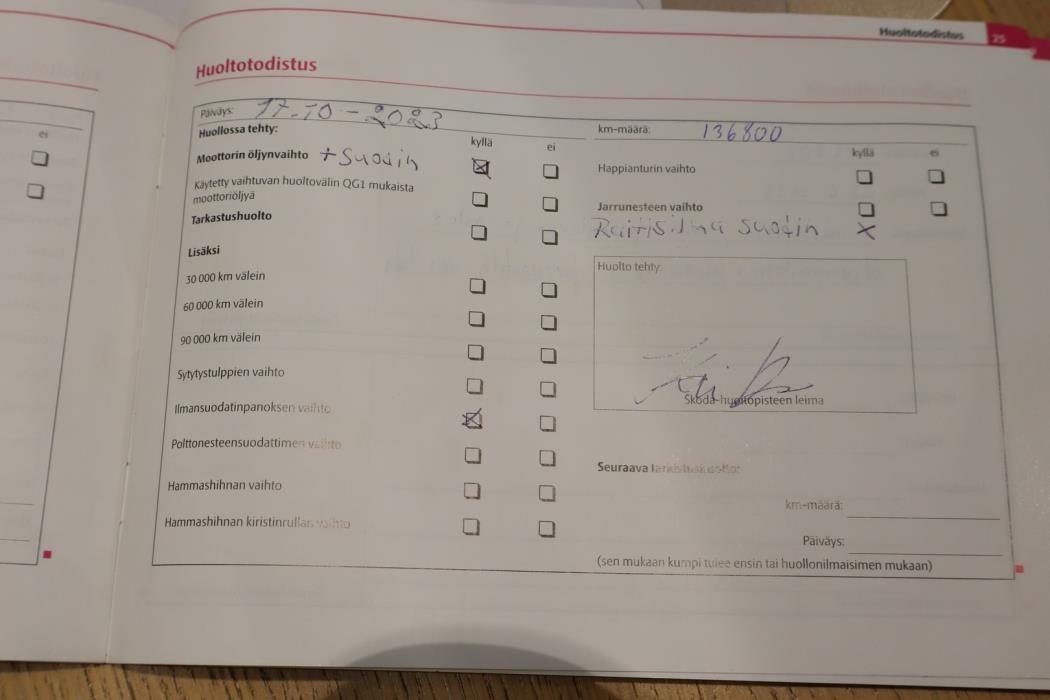 Huoltotodistus 25
Huoltotodistus
Päiväys: 17-10-2023
km-määrä: 136800
Huollossa tehty:
kyllä ei
kyllä ei
ei
Moottorin öljynvaihto + Suodin
Happianturin vaihto
Käytetty vaihtuvan huoltovälin QG1 mukaista
moottoriöljyä
Jarrunesteen vaihto
Tarkastushuolto
Raitisilma suodin X
Lisäksi
Huolto tehty:
30 000 km välein
60 000 km välein
90 000 km välein
Sytytystulppien vaihto
Skoda-huoltopisteen leima
Ilmansuodatinpanoksen vaihto
Polttonesteensuodattimen vaihto
Seuraava tarkistushuolto:
Hammashihnan vaihto
km-määrä:
Hammashihnan kiristinrullan vaihto
Päiväys:
(sen mukaan kumpi tulee ensin tai huollonilmaisimen mukaan)